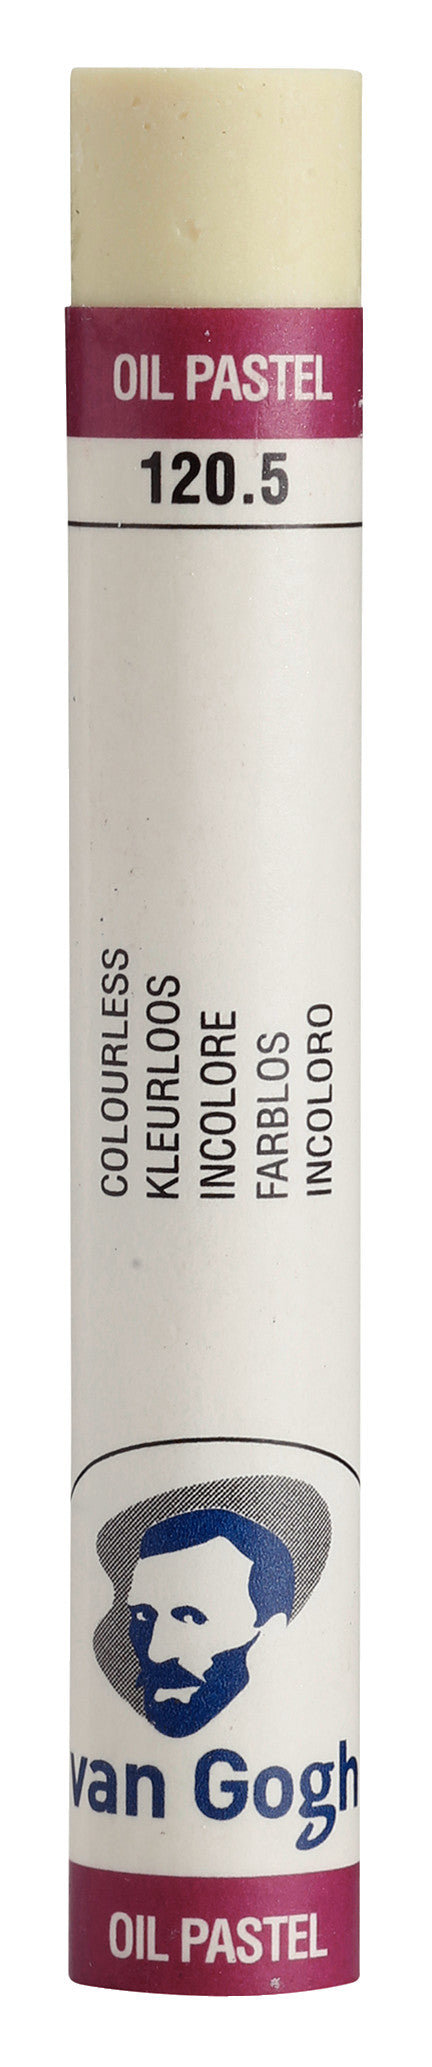 OIL PASTEL
120.5
COLOURLESS
KLEURLOOS
INCOLORE
FARBLOS
INCOLORO
van Gogh
OIL PASTEL